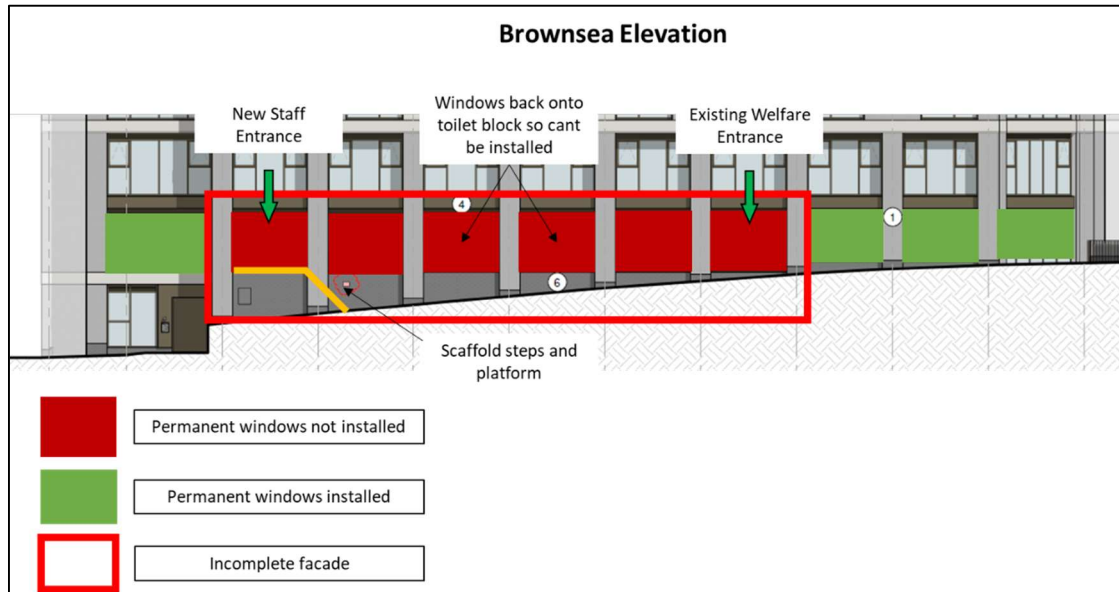 Brownsea Elevation
New Staff
Entrance
Windows back onto
toilet block so cant
be installed
Existing Welfare
Entrance
4
1
6
Scaffold steps and
platform
Permanent windows not installed
Permanent windows installed
Incomplete facade